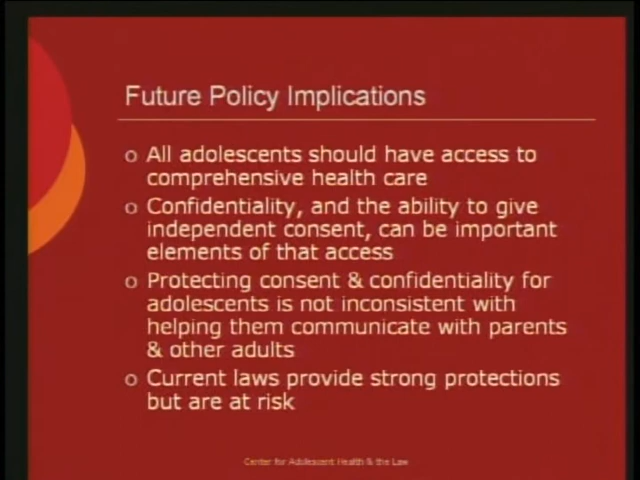 Future Policy Implications
o All adolescents should have access to
comprehensive health care
o Confidentiality, and the ability to give
independent consent, can be important
elements of that access
o Protecting consent & confidentiality for
adolescents is not inconsistent with
helping them communicate with parents
& other adults
o Current laws provide strong protections
but are at risk
Center for Adolescent Health & the Law